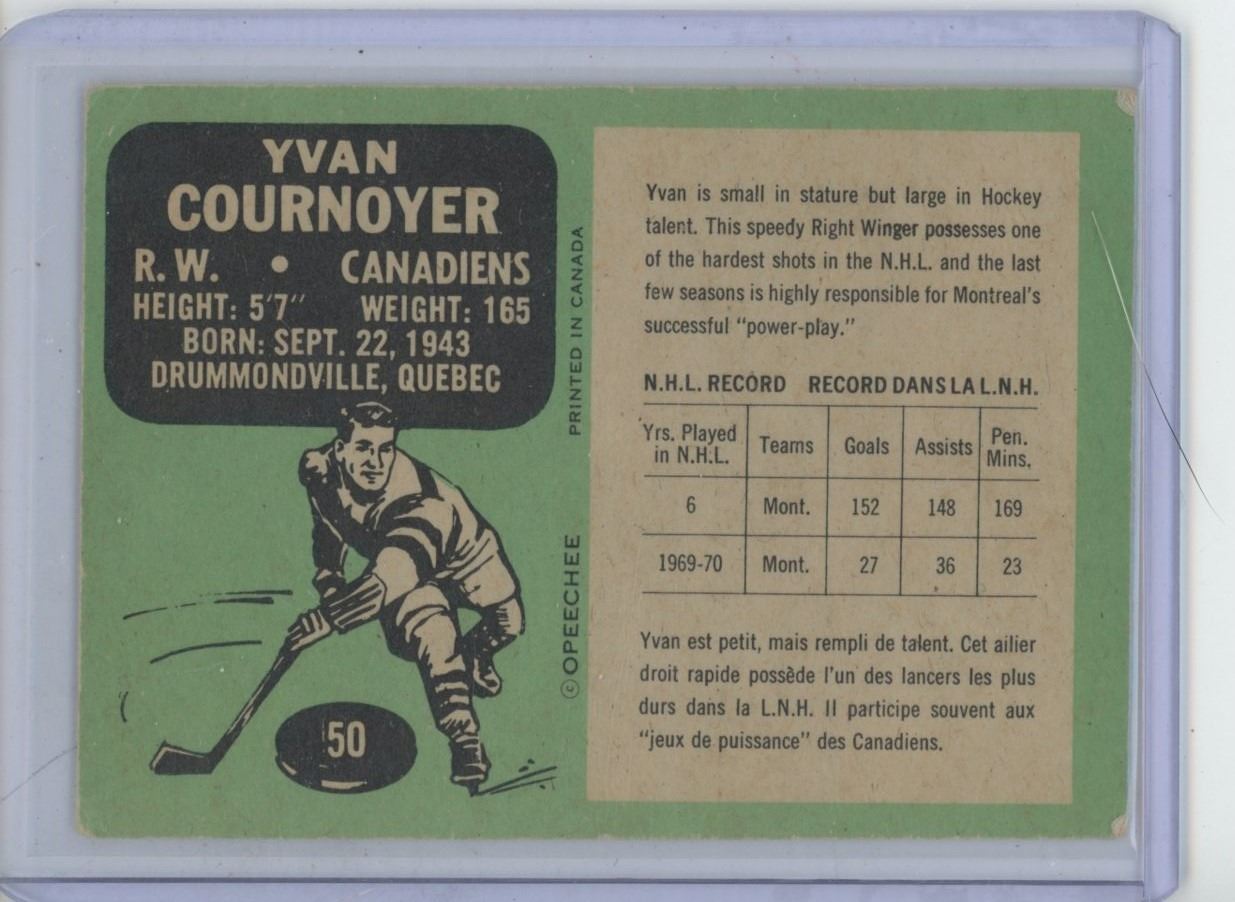 YVAN
COURNOYER
R. W. • CANADIENS
HEIGHT: 5'7" WEIGHT: 165
BORN: SEPT. 22, 1943
DRUMMONDVILLE, QUEBEC
50
PRINTED IN CANADA
©OPEECHEE
Yvan is small in stature but large in Hockey
talent. This speedy Right Winger possesses one
of the hardest shots in the N.H.L. and the last
few seasons is highly responsible for Montreal's
successful "power-play."
N.H.L. RECORD RECORD DANS LA L.N.H.
Yrs. Played in N.H.L. Teams Goals Assists Pen. Mins.
6 Mont. 152 148 169
1969-70 Mont. 27 36 23
Yvan est petit, mais rempli de talent. Cet ailier
droit rapide possède l'un des lancers les plus
durs dans la L.N.H. Il participe souvent aux
"jeux de puissance" des Canadiens.